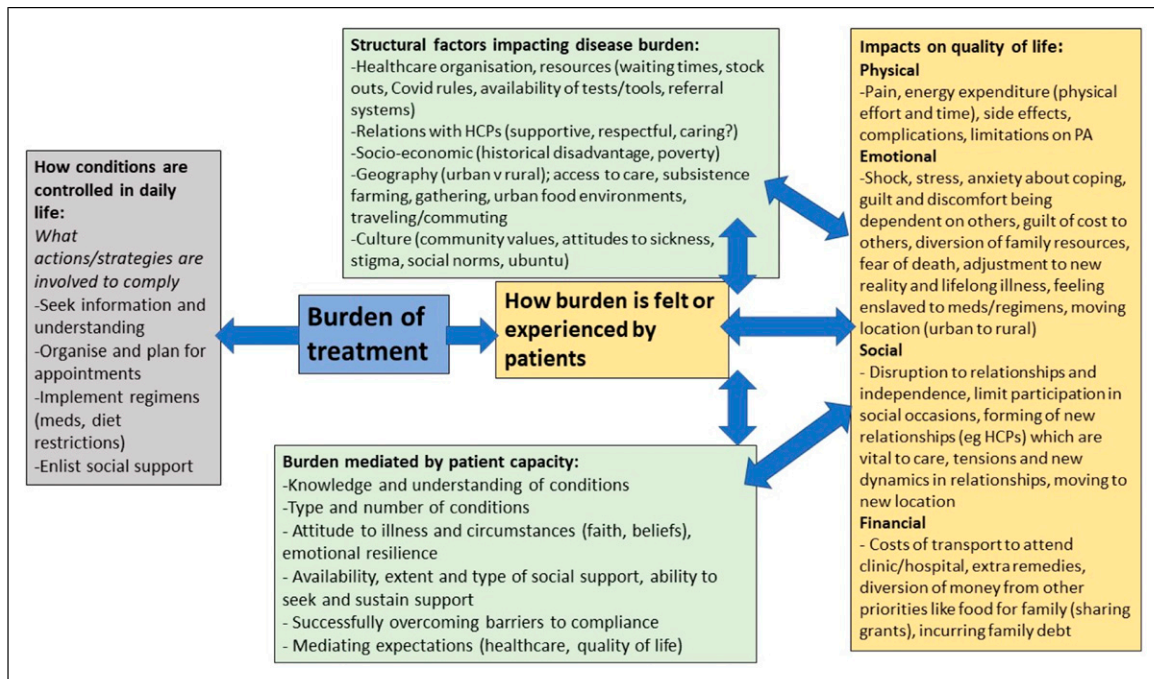 How conditions are
controlled in daily
life:
What
actions/strategies are
involved to comply
-Seek information and
understanding
-Organise and plan for
appointments
-Implement regimens
(meds, diet
restrictions)
-Enlist social support
Burden of
treatment
Structural factors impacting disease burden:
-Healthcare organisation, resources (waiting times, stock
outs, Covid rules, availability of tests/tools, referral
systems)
-Relations with HCPs (supportive, respectful, caring?)
-Socio-economic (historical disadvantage, poverty)
-Geography (urban v rural); access to care, subsistence
farming, gathering, urban food environments,
traveling/commuting
-Culture (community values, attitudes to sickness,
stigma, social norms, ubuntu)
How burden is felt or
experienced by
patients
Burden mediated by patient capacity:
-Knowledge and understanding of conditions
-Type and number of conditions
- Attitude to illness and circumstances (faith, beliefs),
emotional resilience
- Availability, extent and type of social support, ability to
seek and sustain support
- Successfully overcoming barriers to compliance
- Mediating expectations (healthcare, quality of life)
Impacts on quality of life:
Physical
-Pain, energy expenditure (physical
effort and time), side effects,
complications, limitations on PA
Emotional
-Shock, stress, anxiety about coping,
guilt and discomfort being
dependent on others, guilt of cost to
others, diversion of family resources,
fear of death, adjustment to new
reality and lifelong illness, feeling
enslaved to meds/regimens, moving
location (urban to rural)
Social
- Disruption to relationships and
independence, limit participation in
social occasions, forming of new
relationships (eg HCPs) which are
vital to care, tensions and new
dynamics in relationships, moving to
new location
Financial
- Costs of transport to attend
clinic/hospital, extra remedies,
diversion of money from other
priorities like food for family (sharing
grants), incurring family debt